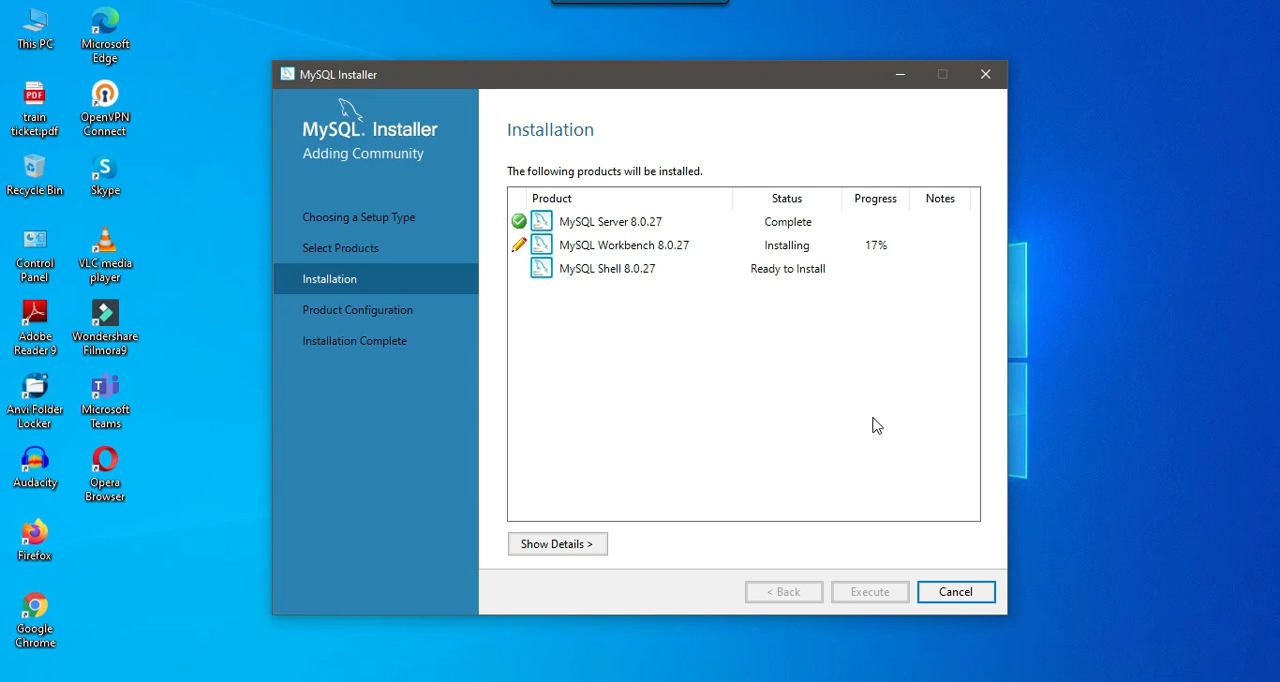 This PC
Microsoft
Edge
PDF
train
ticket.pdf
OpenVPN
Connect
Recycle Bin
S
Skype
Control
Panel
VLC media
player
Adobe
Reader 9
Wondershare
Filmora9
Anvi Folder
Locker
T
Microsoft
Teams
Audacity
Opera
Browser
Firefox
Google
Chrome
MySQL Installer
MySQL. Installer
Adding Community
Choosing a Setup Type
Select Products
Installation
Product Configuration
Installation Complete
Installation
The following products will be installed.
Product Status Progress Notes
MySQL Server 8.0.27 Complete
MySQL Workbench 8.0.27 Installing 17%
MySQL Shell 8.0.27 Ready to Install
Show Details >
< Back Execute Cancel